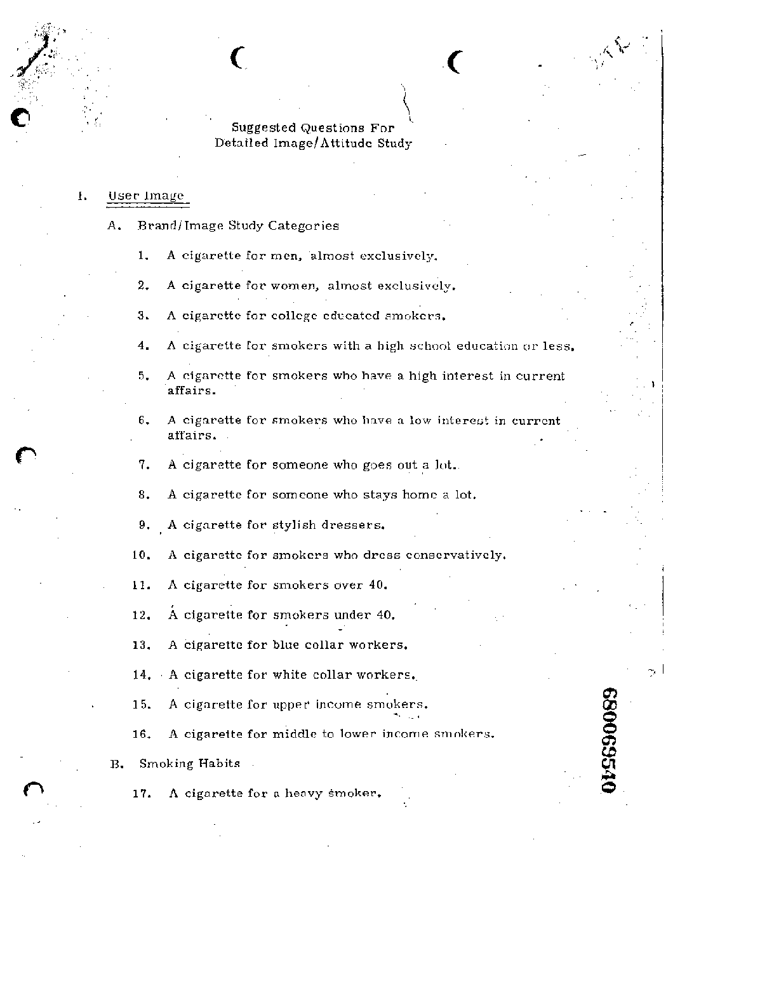 Suggested Questions For
Detailed Image/Attitude Study
I. User Image
A. Brand/Image Study Categories
1. A cigarette for men, almost exclusively.
2. A cigarette for women, almost exclusively.
3. A cigarette for college educated smokers.
4. A cigarette for smokers with a high school education or less.
5. A cigarette for smokers who have a high interest in current
affairs.
6. A cigarette for smokers who have a low interest in current
affairs.
7. A cigarette for someone who goes out a lot.
8. A cigarette for someone who stays home a lot.
9. A cigarette for stylish dressers.
10. A cigarette for smokers who dress conservatively.
11. A cigarette for smokers over 40.
12. A cigarette for smokers under 40.
13. A cigarette for blue collar workers.
14. A cigarette for white collar workers.
15. A cigarette for upper income smokers.
16. A cigarette for middle to lower income smokers.
B. Smoking Habits
17. A cigarette for a heavy smoker.
680069540